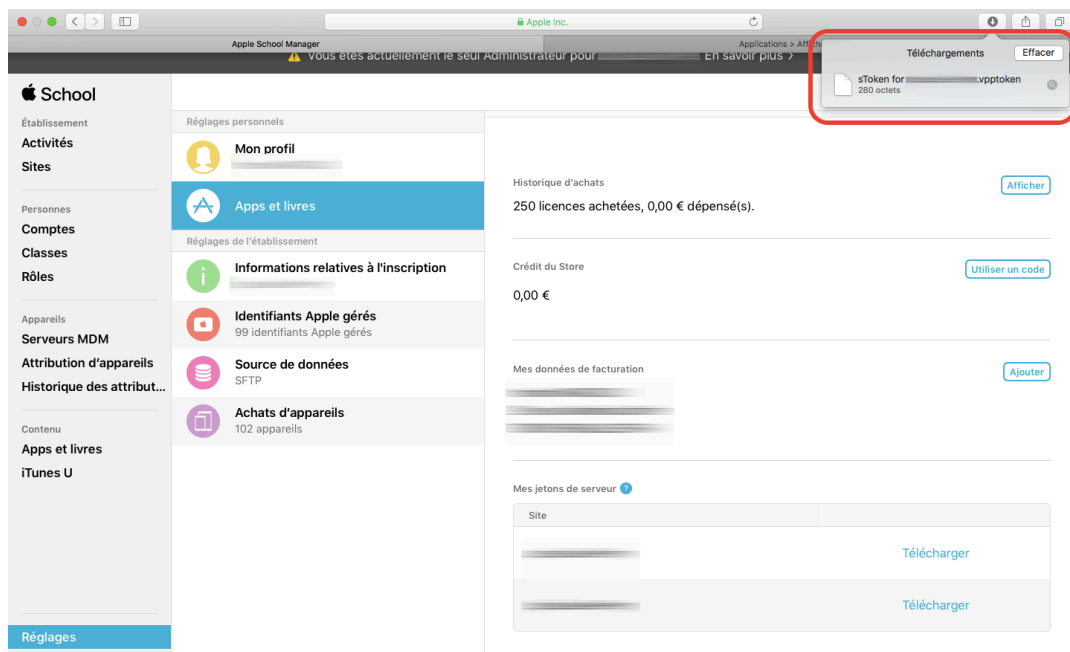 Apple Inc.
Apple School Manager
Applications > Affich
Vous êtes actuellement le seul Administrateur pour
En savoir plus >
Téléchargements
Effacer
sToken for
.vpptoken
280 octets
School
Établissement
Activités
Sites
Personnes
Comptes
Classes
Rôles
Appareils
Serveurs MDM
Attribution d’appareils
Historique des attribut...
Contenu
Apps et livres
iTunes U
Réglages
Réglages personnels
Mon profil
Apps et livres
Réglages de l’établissement
Informations relatives à l’inscription
Identifiants Apple gérés
99 identifiants Apple gérés
Source de données
SFTP
Achats d’appareils
102 appareils
Historique d’achats
Afficher
250 licences achetées, 0,00 € dépensé(s).
Crédit du Store
Utiliser un code
0,00 €
Mes données de facturation
Ajouter
Mes jetons de serveur ?
Site
Télécharger
Télécharger